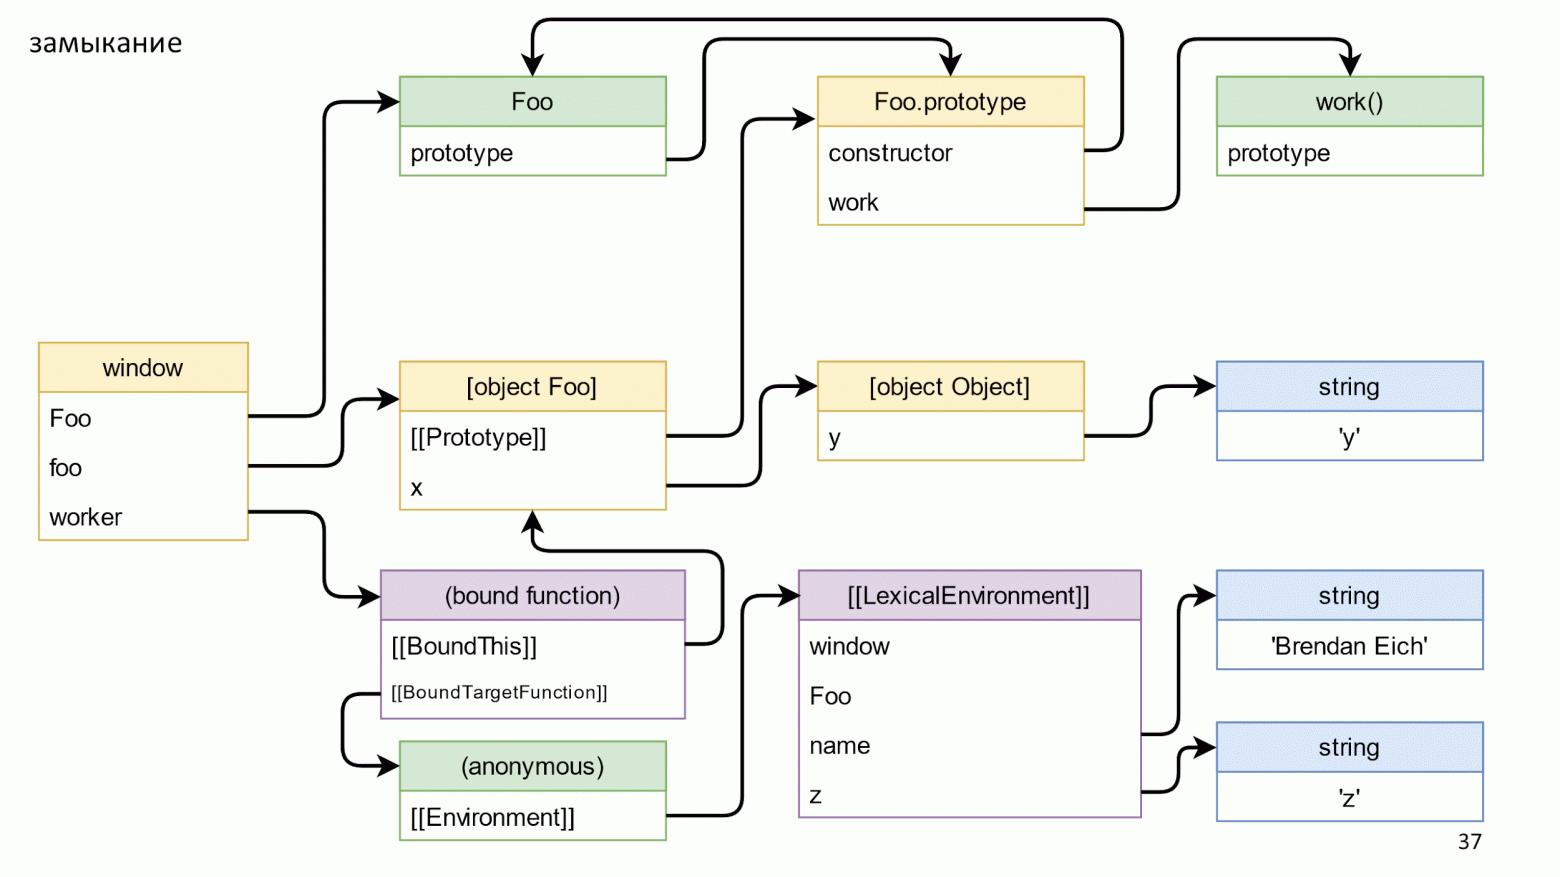 замыкание
Foo
prototype
Foo.prototype
constructor
work
work()
prototype
window
Foo
foo
worker
[object Foo]
[[Prototype]]
x
[object Object]
y
string
'y'
(bound function)
[[BoundThis]]
[[BoundTargetFunction]]
(anonymous)
[[Environment]]
[[LexicalEnvironment]]
window
Foo
name
z
string
'Brendan Eich'
string
'z'
37